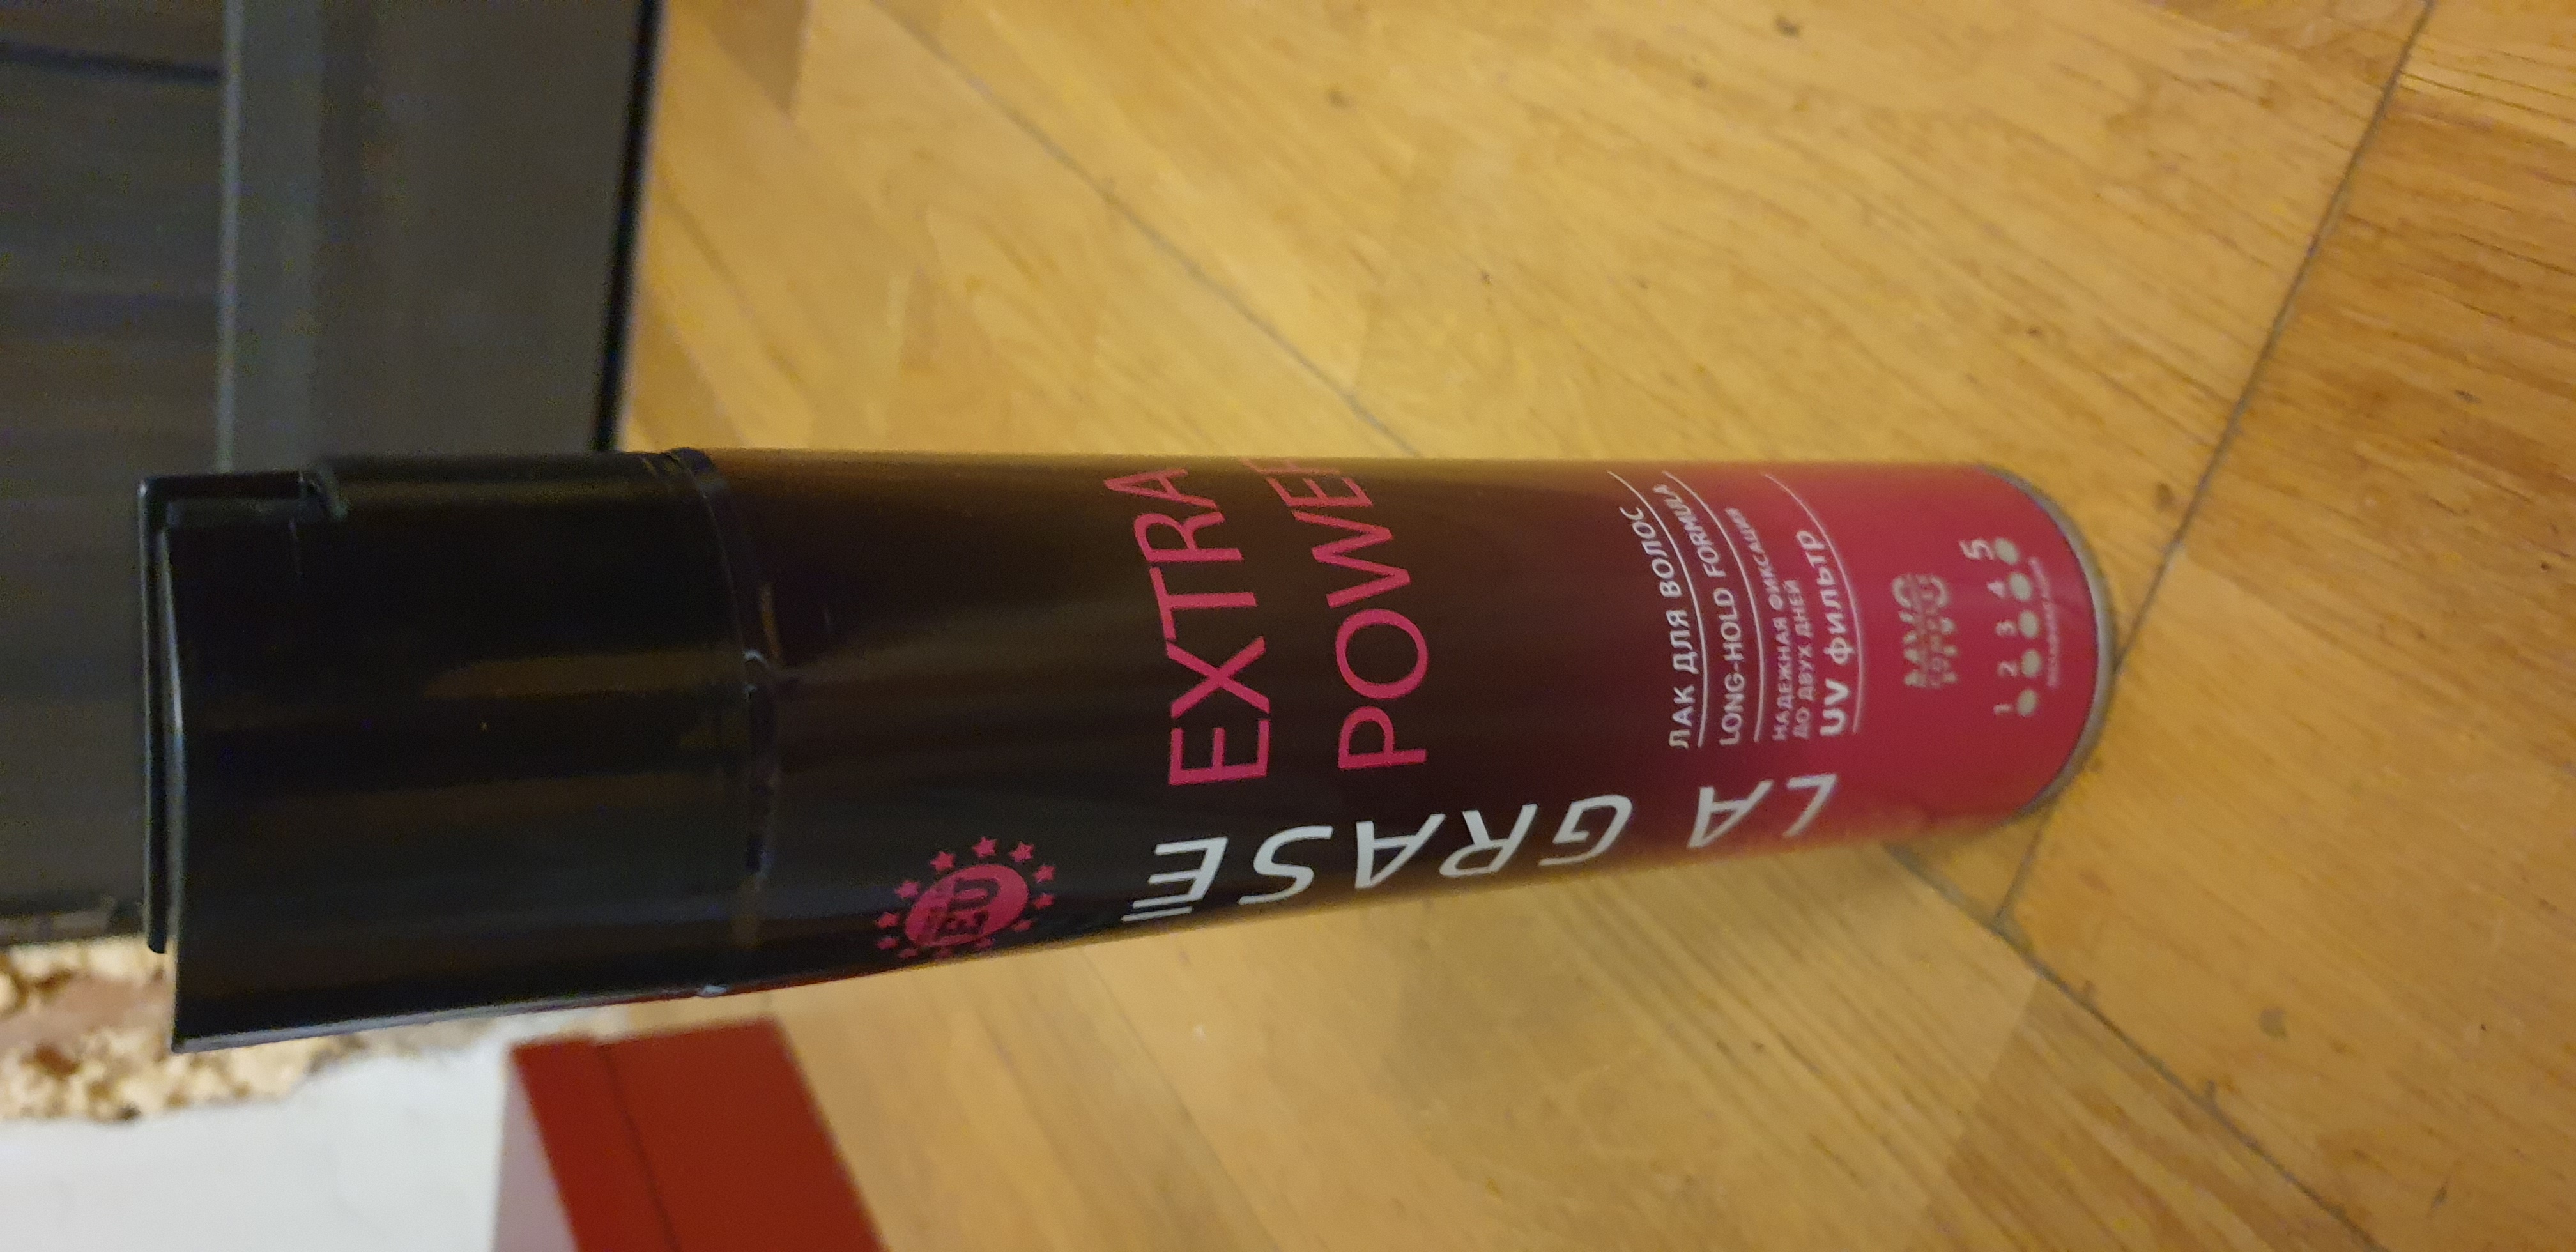 EU
EXTRA
POWER
LA GRASE
ЛАК ДЛЯ ВОЛОС
LONG-HOLD FORMULA
НАДЕЖНАЯ ФИКСАЦИЯ
ДО ДВУХ ДНЕЙ
UV фильтр
1 2 3 4 5